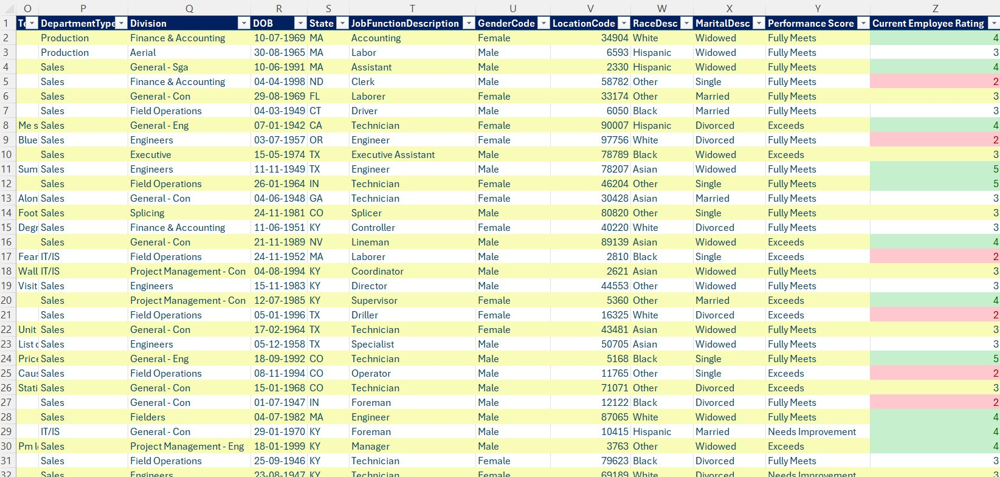 O P Q R S T U V W X Y Z
1 Te DepartmentType Division DOB State JobFunctionDescription GenderCode LocationCode RaceDesc MaritalDesc Performance Score Current Employee Rating
2 Production Finance & Accounting 10-07-1969 MA Accounting Female 34904 White Widowed Fully Meets 4
3 Production Aerial 30-08-1965 MA Labor Male 6593 Hispanic Widowed Fully Meets 3
4 Sales General - Sga 10-06-1991 MA Assistant Male 2330 Hispanic Widowed Fully Meets 4
5 Sales Finance & Accounting 04-04-1998 ND Clerk Male 58782 Other Single Fully Meets 2
6 Sales General - Con 29-08-1969 FL Laborer Female 33174 Other Married Fully Meets 3
7 Sales Field Operations 04-03-1949 CT Driver Male 6050 Black Married Fully Meets 3
8 Me s Sales General - Eng 07-01-1942 CA Technician Female 90007 Hispanic Divorced Exceeds 4
9 Blue Sales Engineers 03-07-1957 OR Engineer Female 97756 White Divorced Fully Meets 2
10 Sales Executive 15-05-1974 TX Executive Assistant Male 78789 Black Widowed Exceeds 3
11 Sum Sales Engineers 11-11-1949 TX Engineer Male 78207 Asian Widowed Fully Meets 5
12 Sales Field Operations 26-01-1964 IN Technician Female 46204 Other Single Fully Meets 5
13 Alon Sales General - Con 04-06-1948 GA Technician Female 30428 Asian Married Fully Meets 3
14 Foot Sales Splicing 24-11-1981 CO Splicer Male 80820 Other Single Fully Meets 3
15 Degr Sales Finance & Accounting 11-06-1951 KY Controller Female 40220 White Divorced Fully Meets 3
16 Sales General - Con 21-11-1989 NV Lineman Male 89139 Asian Widowed Exceeds 4
17 Fear IT/IS Field Operations 24-11-1952 MA Laborer Male 2810 Black Single Exceeds 2
18 Wall IT/IS Project Management - Con 04-08-1994 KY Coordinator Male 2621 Asian Widowed Fully Meets 3
19 Visit Sales Engineers 15-11-1983 KY Director Male 44553 Other Widowed Fully Meets 3
20 Sales Project Management - Con 12-07-1985 KY Supervisor Female 5360 Other Married Exceeds 4
21 Sales Field Operations 05-01-1996 TX Driller Female 16325 White Divorced Exceeds 2
22 Unit Sales General - Con 17-02-1964 TX Technician Female 43481 Asian Widowed Fully Meets 3
23 List Sales Engineers 05-12-1958 TX Specialist Male 50705 Asian Widowed Fully Meets 3
24 Price Sales General - Eng 18-09-1992 CO Technician Male 5168 Black Single Fully Meets 5
25 Caus Sales Field Operations 08-11-1994 CO Operator Male 11765 Other Single Exceeds 2
26 Stati Sales General - Con 15-01-1968 CO Technician Male 71071 Other Divorced Exceeds 3
27 Sales General - Con 01-07-1947 IN Foreman Male 12122 Black Divorced Fully Meets 2
28 Sales Fielders 04-07-1982 MA Engineer Male 87065 White Widowed Fully Meets 4
29 IT/IS General - Con 29-01-1970 KY Foreman Male 10415 Hispanic Married Needs Improvement 4
30 Pm Sales Project Management - Eng 18-01-1999 KY Manager Male 3763 Other Widowed Exceeds 4
31 Sales Field Operations 25-09-1946 KY Technician Female 79623 Black Divorced Fully Meets 3
32 Sales Engineers 23-08-1947 KY Technician Female 69189 White Divorced Needs Improvement 3